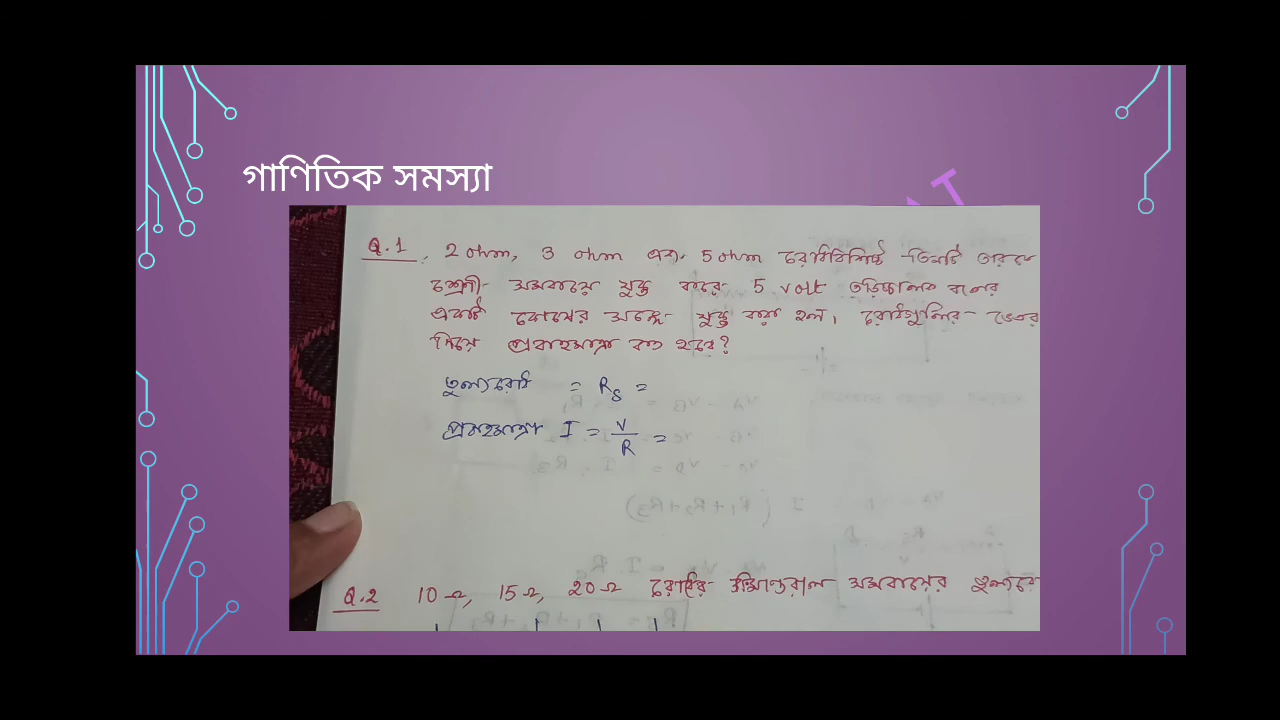 গাণিতিক সমস্যা
Q.1, 2 ohm, 3 ohm এবং 5 ohm রোধবিশিষ্ট তিনটি তারকে
শ্রেণী সমবায়ে যুক্ত করে 5 volt তড়িচ্চালক বলের
একটি কোষের সঙ্গে যুক্ত করা হল। রোধগুলির ভেতর
দিয়ে প্রবাহমাত্রা কত হবে?
তুল্যরোধ = Rs =
প্রবাহমাত্রা I = V/R =
Q.2 10 Ω, 15 Ω, 20 Ω রোধের সমান্তরাল সমবায়ের